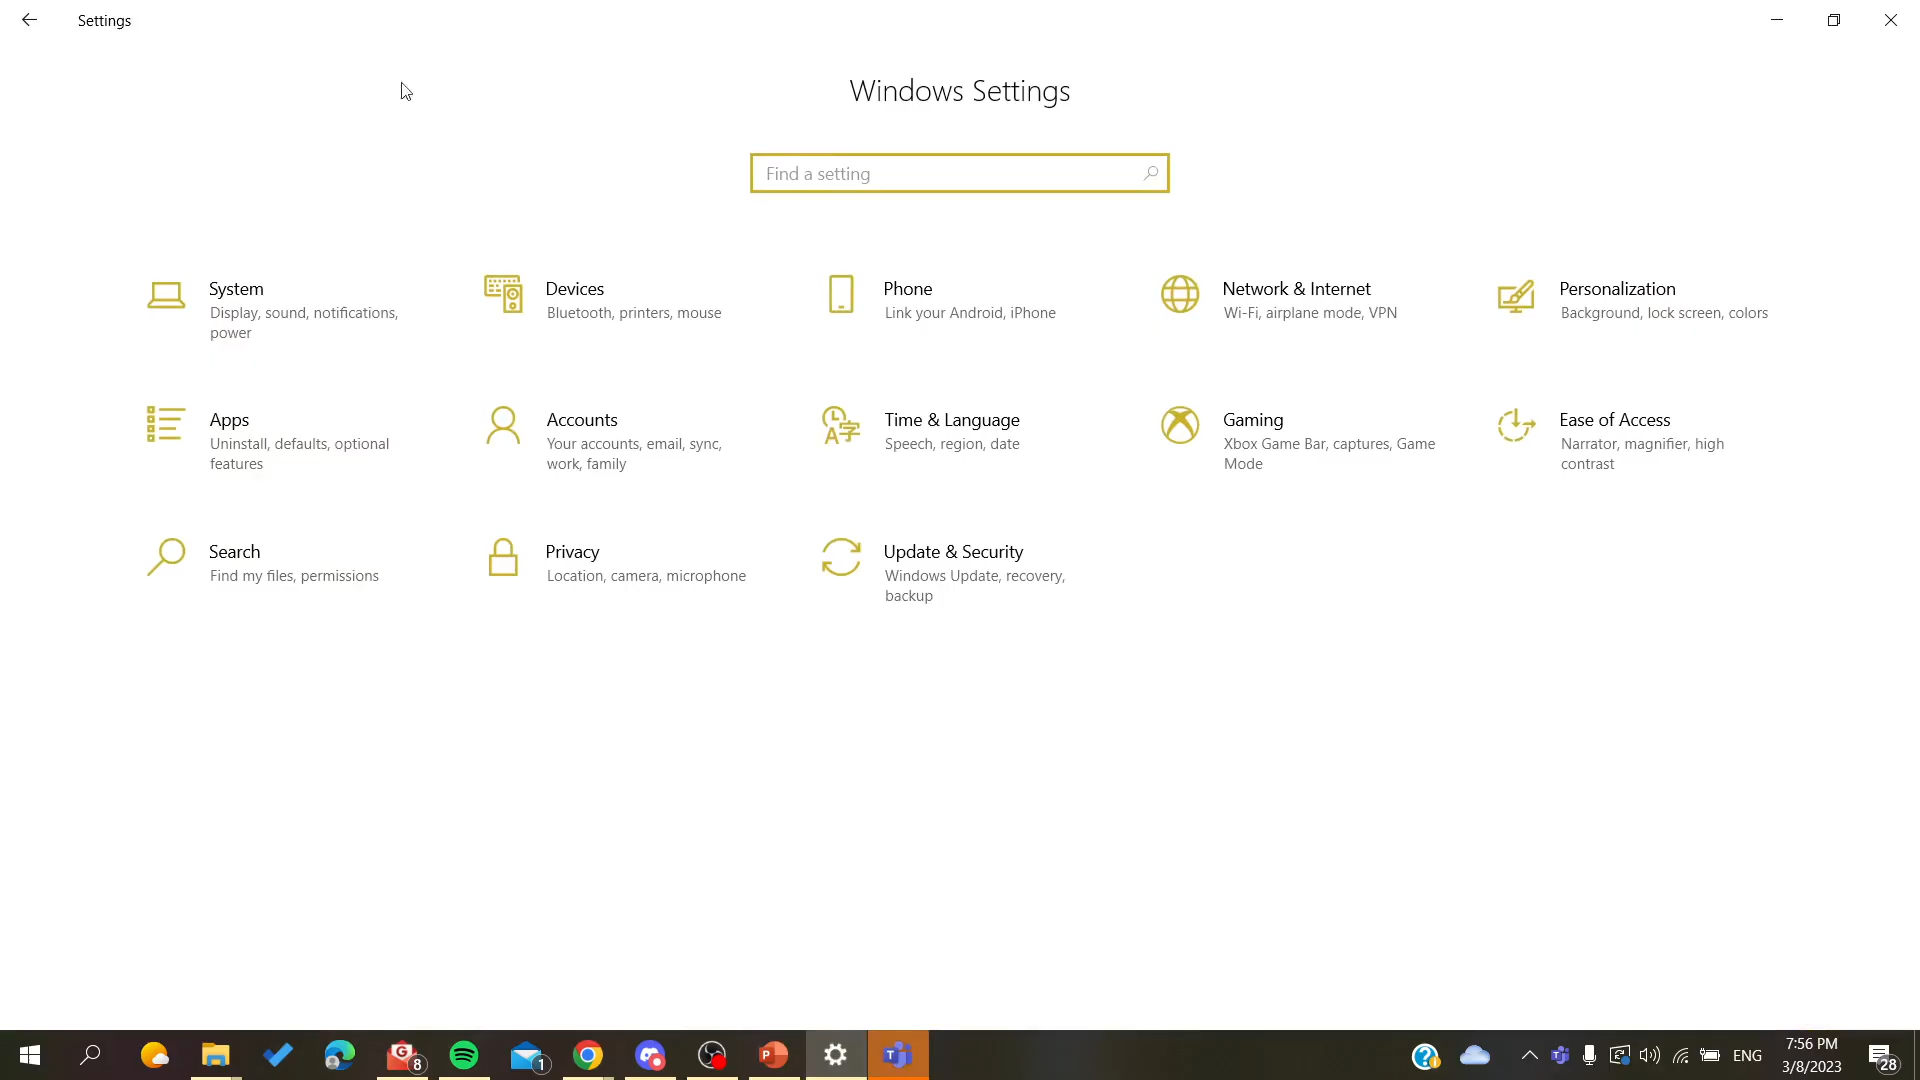 Settings
Windows Settings
Find a setting
System
Display, sound, notifications,
power
Devices
Bluetooth, printers, mouse
Phone
Link your Android, iPhone
Network & Internet
Wi-Fi, airplane mode, VPN
Personalization
Background, lock screen, colors
Apps
Uninstall, defaults, optional
features
Accounts
Your accounts, email, sync,
work, family
Time & Language
Speech, region, date
Gaming
Xbox Game Bar, captures, Game
Mode
Ease of Access
Narrator, magnifier, high
contrast
Search
Find my files, permissions
Privacy
Location, camera, microphone
Update & Security
Windows Update, recovery,
backup
8
1
ENG
7:56 PM
3/8/2023
28